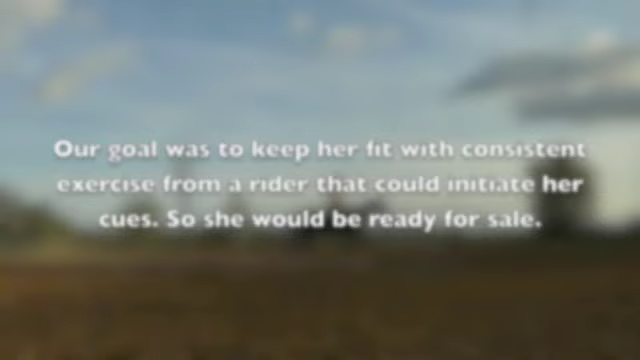 Our goal was to keep her fit with consistent
exercise from a rider that could initiate her
cues. So she would be ready for sale.